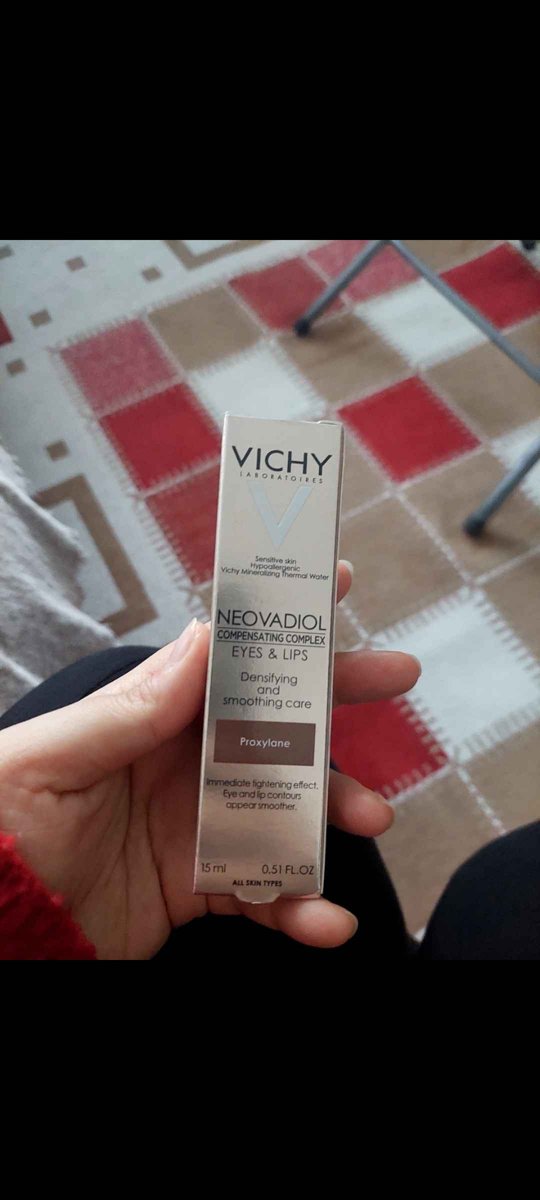 VICHY
LABORATOIRES
Sensitive skin
Hypoallergenic
Vichy Mineralizing Thermal Water
NEOVADIOL
COMPENSATING COMPLEX
EYES & LIPS
Densifying
and
smoothing care
Proxylane
Immediate tightening effect.
Eye and lip contours
appear smoother.
15 ml 0.51 FL.OZ
ALL SKIN TYPES